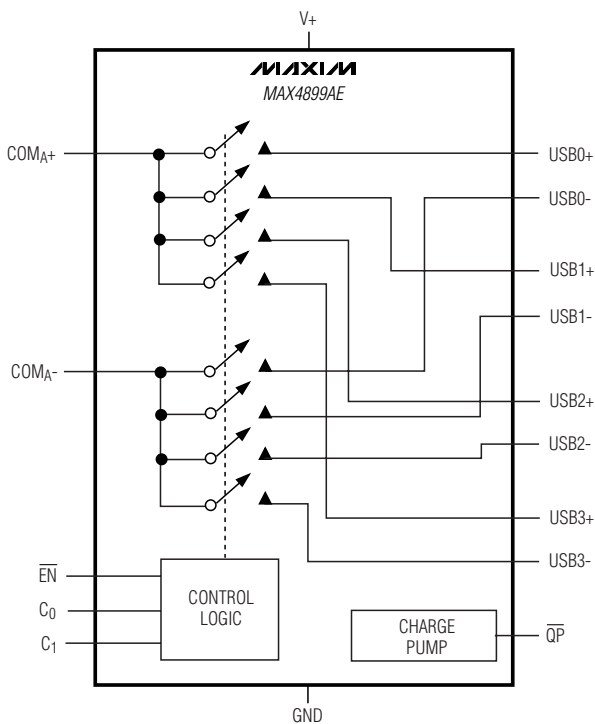 V+
MAXIM
MAX4899AE
COMA+
USB0+
USB0-
USB1+
USB1-
COMA-
USB2+
USB2-
USB3+
USB3-
EN
C0
C1
CONTROL
LOGIC
CHARGE
PUMP
QP
GND